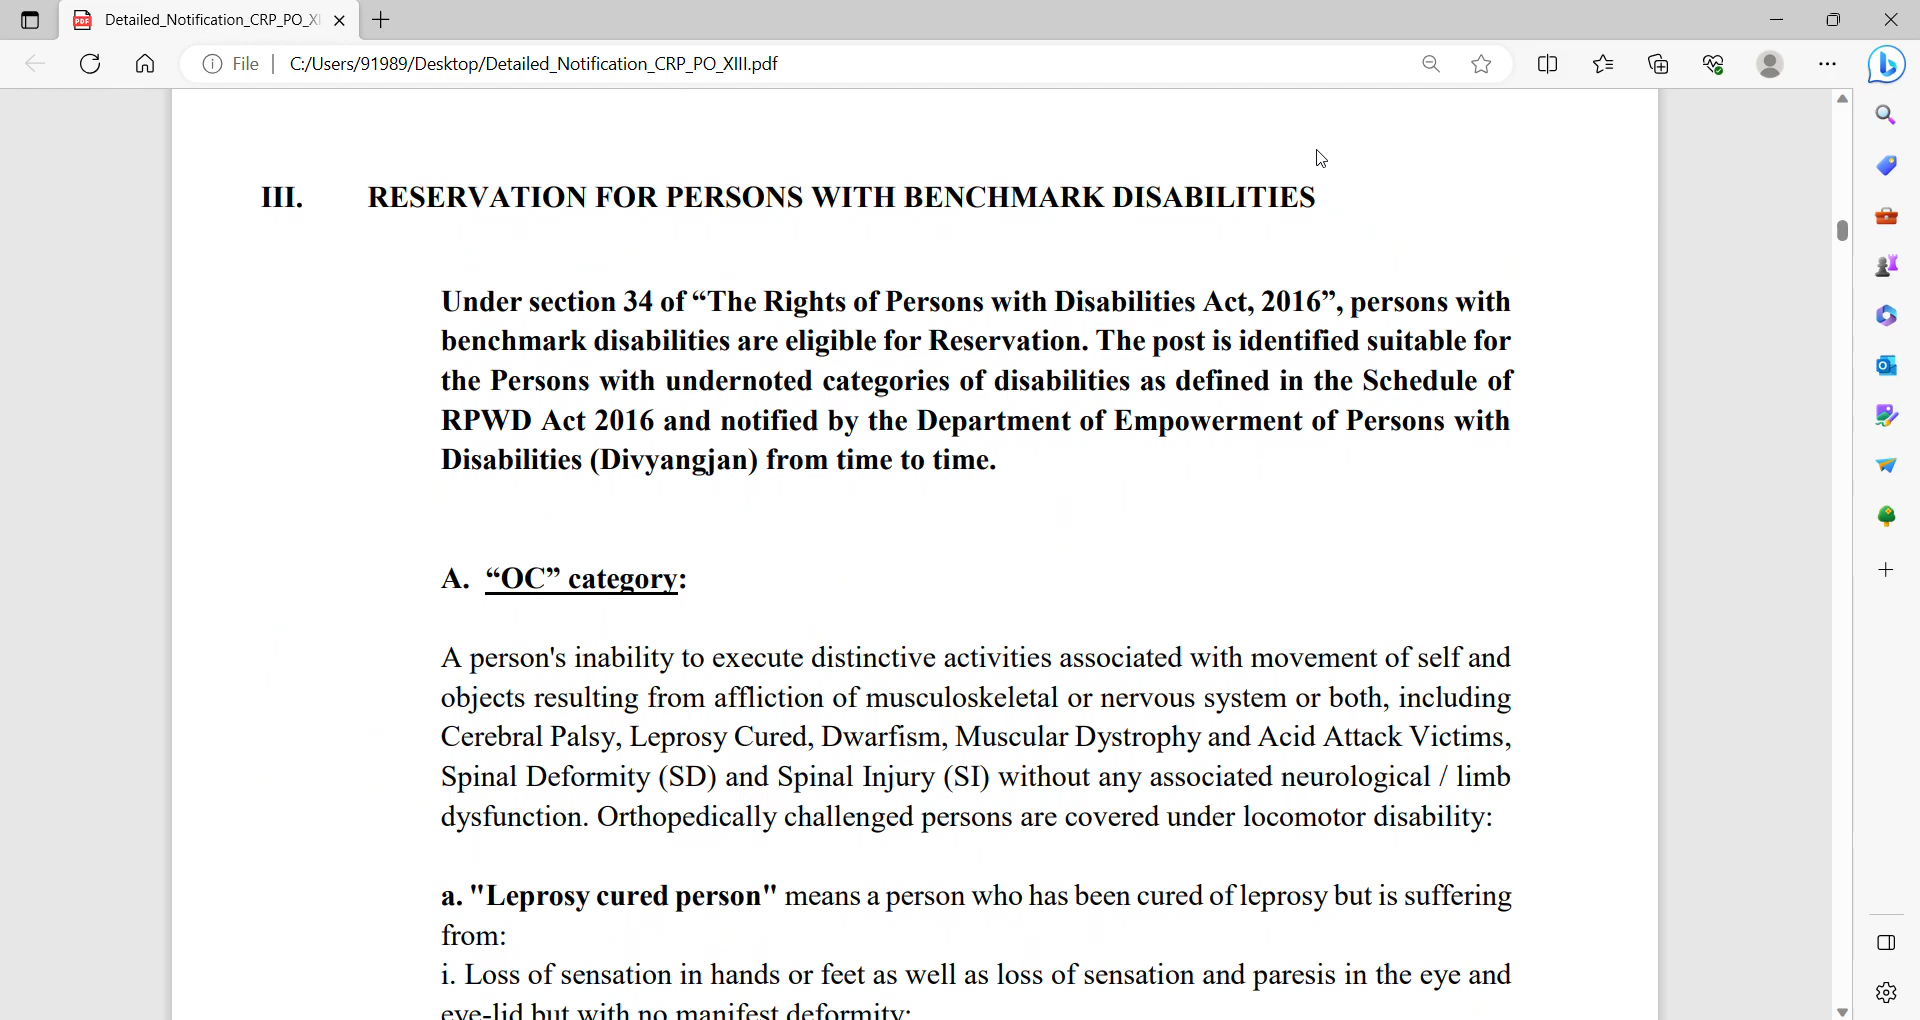 Detailed_Notification_CRP_PO_XI
File
C:/Users/91989/Desktop/Detailed_Notification_CRP_PO_XIII.pdf
III. RESERVATION FOR PERSONS WITH BENCHMARK DISABILITIES
Under section 34 of “The Rights of Persons with Disabilities Act, 2016”, persons with
benchmark disabilities are eligible for Reservation. The post is identified suitable for
the Persons with undernoted categories of disabilities as defined in the Schedule of
RPWD Act 2016 and notified by the Department of Empowerment of Persons with
Disabilities (Divyangjan) from time to time.
A. “OC” category:
A person's inability to execute distinctive activities associated with movement of self and
objects resulting from affliction of musculoskeletal or nervous system or both, including
Cerebral Palsy, Leprosy Cured, Dwarfism, Muscular Dystrophy and Acid Attack Victims,
Spinal Deformity (SD) and Spinal Injury (SI) without any associated neurological / limb
dysfunction. Orthopedically challenged persons are covered under locomotor disability:
a. "Leprosy cured person" means a person who has been cured of leprosy but is suffering
from:
i. Loss of sensation in hands or feet as well as loss of sensation and paresis in the eye and
eye-lid but with no manifest deformity;